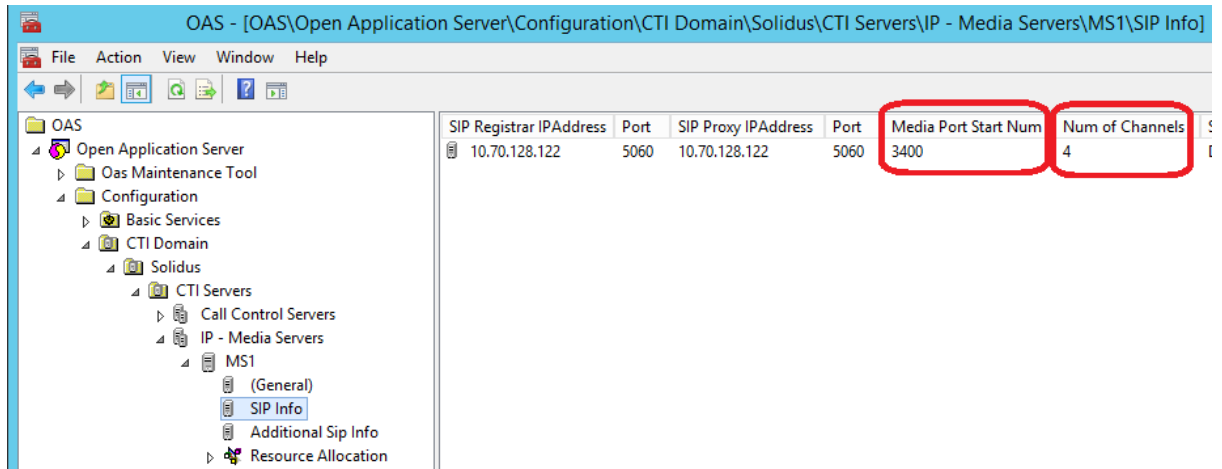 OAS - [OAS\Open Application Server\Configuration\CTI Domain\Solidus\CTI Servers\IP - Media Servers\MS1\SIP Info]
File Action View Window Help
OAS
Open Application Server
Oas Maintenance Tool
Configuration
Basic Services
CTI Domain
Solidus
CTI Servers
Call Control Servers
IP - Media Servers
MS1
(General)
SIP Info
Additional Sip Info
Resource Allocation
SIP Registrar IPAddress Port SIP Proxy IPAddress Port Media Port Start Num Num of Channels
10.70.128.122 5060 10.70.128.122 5060 3400 4